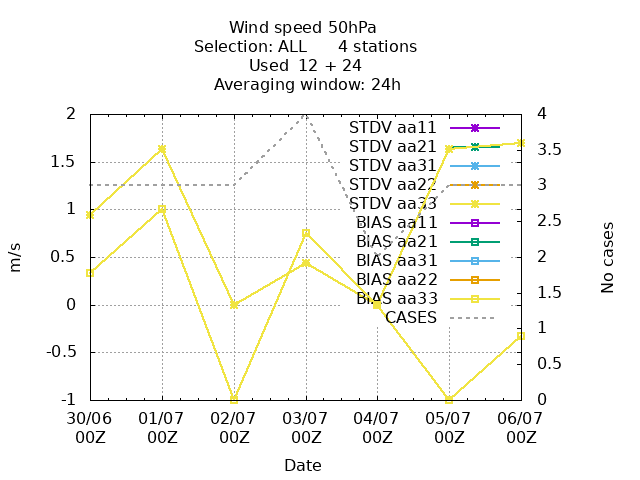 Wind speed 50hPa
Selection: ALL      4 stations
Used  12 + 24
Averaging window: 24h
2
1.5
1
0.5
0
-0.5
-1
m/s
4
3.5
3
2.5
2
1.5
1
0.5
0
No cases
STDV aa11
STDV aa21
STDV aa31
STDV aa22
STDV aa33
BIAS aa11
BIAS aa21
BIAS aa31
BIAS aa22
BIAS aa33
CASES
30/06 01/07 02/07 03/07 04/07 05/07 06/07
00Z 00Z 00Z 00Z 00Z 00Z 00Z
Date